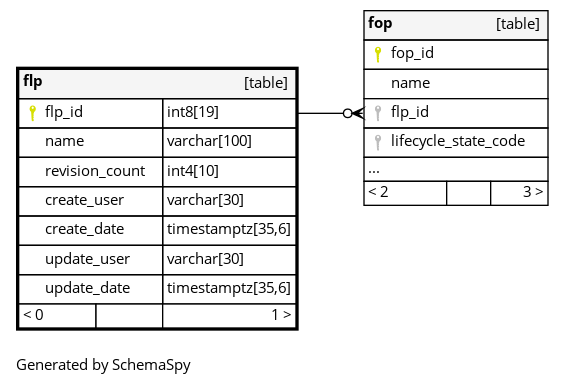 fop [table]
fop_id
name
flp_id
lifecycle_state_code
...
< 2 3 >
flp [table]
flp_id int8[19]
name varchar[100]
revision_count int4[10]
create_user varchar[30]
create_date timestamptz[35,6]
update_user varchar[30]
update_date timestamptz[35,6]
< 0 1 >
Generated by SchemaSpy